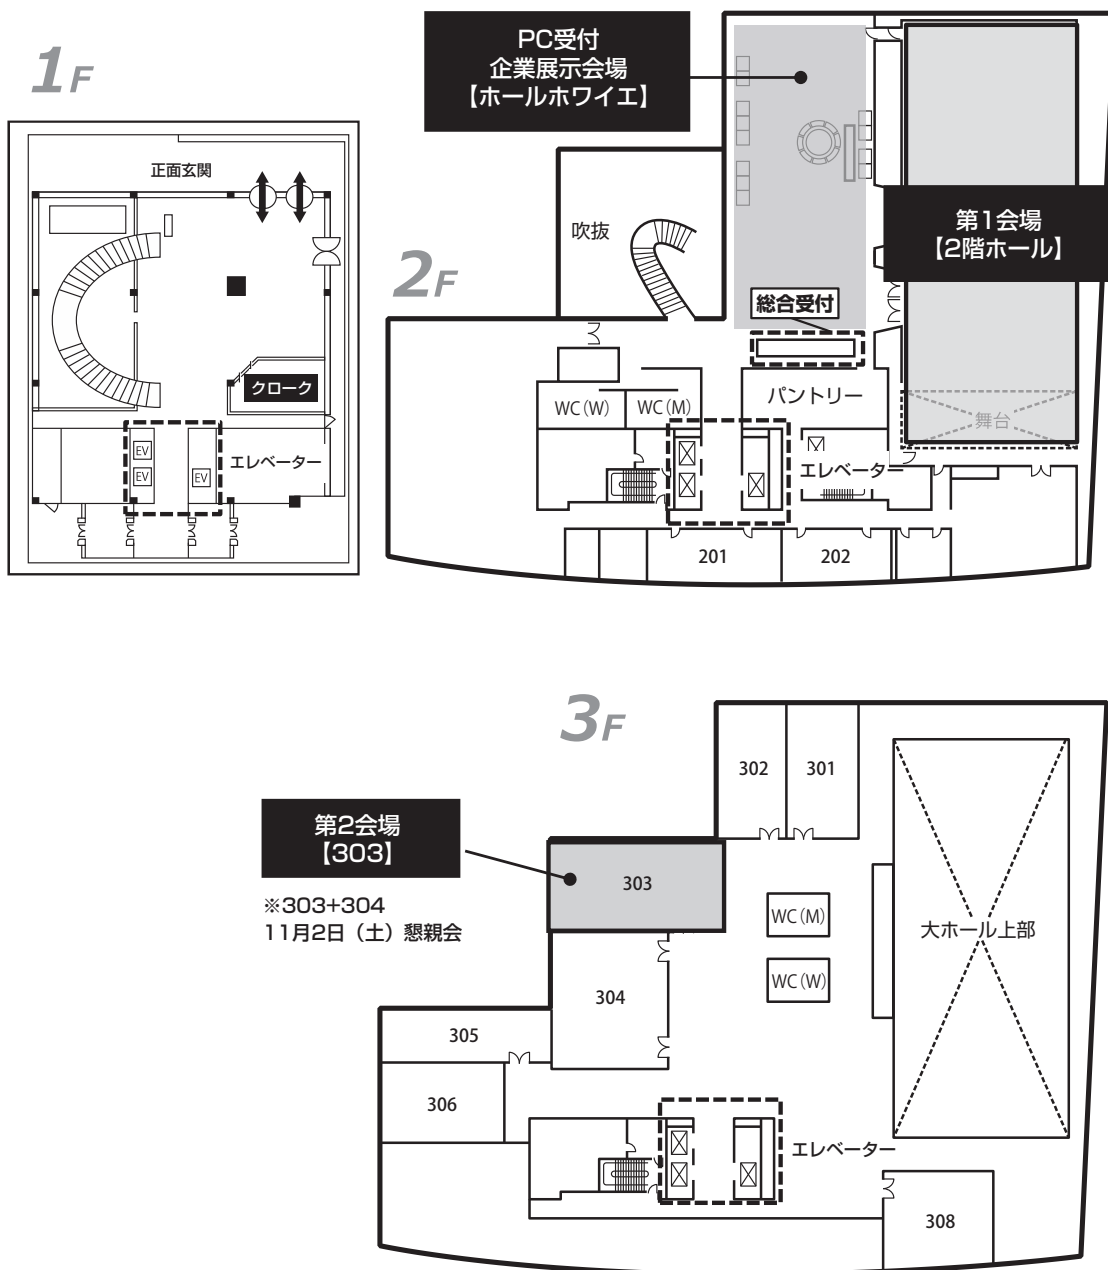 1F
正面玄関
クローク
EV
EV
EV
エレベーター
2F
PC受付
企業展示会場
【ホールホワイエ】
吹抜
第1会場
【2階ホール】
総合受付
WC(W)
WC(M)
パントリー
舞台
エレベーター
201
202
3F
第2会場
【303】
※303+304
11月2日（土）懇親会
302
301
303
WC(M)
WC(W)
大ホール上部
304
305
306
エレベーター
308